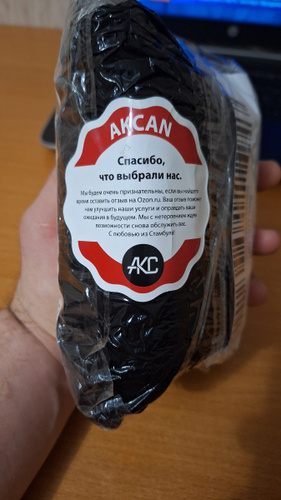 AKCAN
Спасибо,
что выбрали нас.
Мы будем очень признательны, если вы найдете
время оставить отзыв на Ozon.ru. Ваш отзыв поможет
нам улучшить наши услуги и оправдать ваши
ожидания в будущем. Мы с нетерпением ждем
возможности снова обслужить вас.
С любовью из Стамбула!
AKC